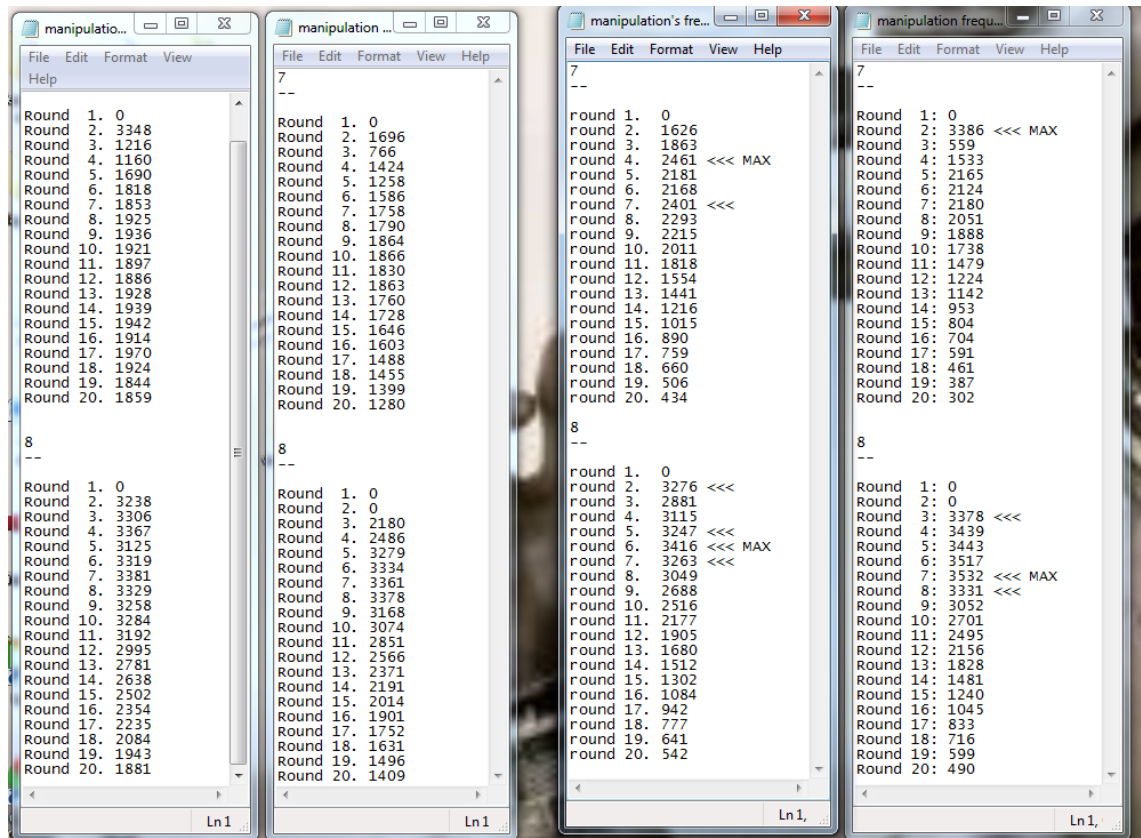 manipulatio...
File Edit Format View
Help
Round 1. 0
Round 2. 3348
Round 3. 1216
Round 4. 1160
Round 5. 1690
Round 6. 1818
Round 7. 1853
Round 8. 1925
Round 9. 1936
Round 10. 1921
Round 11. 1897
Round 12. 1886
Round 13. 1928
Round 14. 1939
Round 15. 1942
Round 16. 1914
Round 17. 1970
Round 18. 1924
Round 19. 1844
Round 20. 1859
8
--
Round 1. 0
Round 2. 3238
Round 3. 3306
Round 4. 3367
Round 5. 3125
Round 6. 3319
Round 7. 3381
Round 8. 3329
Round 9. 3258
Round 10. 3284
Round 11. 3192
Round 12. 2995
Round 13. 2781
Round 14. 2638
Round 15. 2502
Round 16. 2354
Round 17. 2235
Round 18. 2084
Round 19. 1943
Round 20. 1881
Ln 1
manipulation ...
File Edit Format View Help
7
--
Round 1. 0
Round 2. 1696
Round 3. 766
Round 4. 1424
Round 5. 1258
Round 6. 1586
Round 7. 1758
Round 8. 1790
Round 9. 1864
Round 10. 1866
Round 11. 1830
Round 12. 1863
Round 13. 1760
Round 14. 1728
Round 15. 1646
Round 16. 1603
Round 17. 1488
Round 18. 1455
Round 19. 1399
Round 20. 1280
8
--
Round 1. 0
Round 2. 0
Round 3. 2180
Round 4. 2486
Round 5. 3279
Round 6. 3334
Round 7. 3361
Round 8. 3378
Round 9. 3168
Round 10. 3074
Round 11. 2851
Round 12. 2566
Round 13. 2371
Round 14. 2191
Round 15. 2014
Round 16. 1901
Round 17. 1752
Round 18. 1631
Round 19. 1496
Round 20. 1409
Ln 1
manipulation's fre...
File Edit Format View Help
7
--
round 1. 0
round 2. 1626
round 3. 1863
round 4. 2461 <<< MAX
round 5. 2181
round 6. 2168
round 7. 2401 <<<
round 8. 2293
round 9. 2215
round 10. 2011
round 11. 1818
round 12. 1554
round 13. 1441
round 14. 1216
round 15. 1015
round 16. 890
round 17. 759
round 18. 660
round 19. 506
round 20. 434
8
--
round 1. 0
round 2. 3276 <<<
round 3. 2881
round 4. 3115
round 5. 3247 <<<
round 6. 3416 <<< MAX
round 7. 3263 <<<
round 8. 3049
round 9. 2688
round 10. 2516
round 11. 2177
round 12. 1905
round 13. 1680
round 14. 1512
round 15. 1302
round 16. 1084
round 17. 942
round 18. 777
round 19. 641
round 20. 542
Ln 1,
manipulation frequ...
File Edit Format View Help
7
--
Round 1: 0
Round 2: 3386 <<< MAX
Round 3: 559
Round 4: 1533
Round 5: 2165
Round 6: 2124
Round 7: 2180
Round 8: 2051
Round 9: 1888
Round 10: 1738
Round 11: 1479
Round 12: 1224
Round 13: 1142
Round 14: 953
Round 15: 804
Round 16: 704
Round 17: 591
Round 18: 461
Round 19: 387
Round 20: 302
8
--
Round 1: 0
Round 2: 0
Round 3: 3378 <<<
Round 4: 3439
Round 5: 3443
Round 6: 3517
Round 7: 3532 <<< MAX
Round 8: 3331 <<<
Round 9: 3052
Round 10: 2701
Round 11: 2495
Round 12: 2156
Round 13: 1828
Round 14: 1481
Round 15: 1240
Round 16: 1045
Round 17: 833
Round 18: 716
Round 19: 599
Round 20: 490
Ln 1,